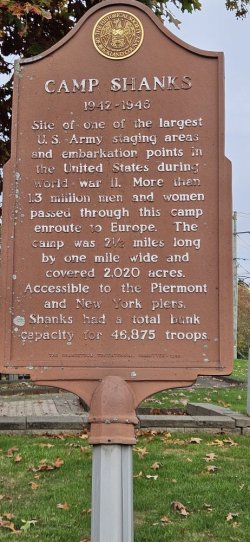 CAMP SHANKS
1942-1946
Site of one of the largest
U.S. Army staging areas
and embarkation points in
the United States during
world war II. More than
1.3 million men and women
passed through this camp
enroute to Europe. The
camp was 2½ miles long
by one mile wide and
covered 2,020 acres.
Accessible to the Piermont
and New York piers.
Shanks had a total bunk
capacity for 46,875 troops.